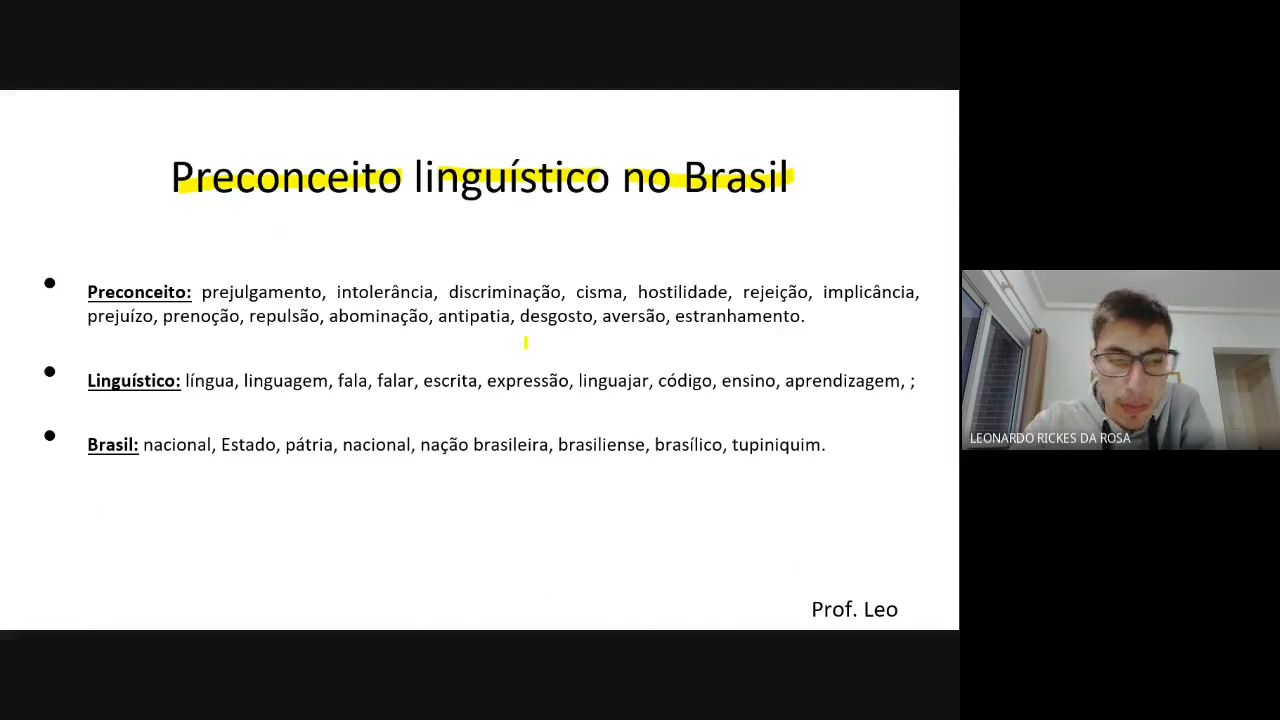 Preconceito linguístico no Brasil
Preconceito: prejulgamento, intolerância, discriminação, cisma, hostilidade, rejeição, implicância,
prejuízo, prenoção, repulsão, abominação, antipatia, desgosto, aversão, estranhamento.
Linguístico: língua, linguagem, fala, falar, escrita, expressão, linguajar, código, ensino, aprendizagem, ;
Brasil: nacional, Estado, pátria, nacional, nação brasileira, brasiliense, brasílico, tupiniquim.
Prof. Leo
LEONARDO RICKES DA ROSA